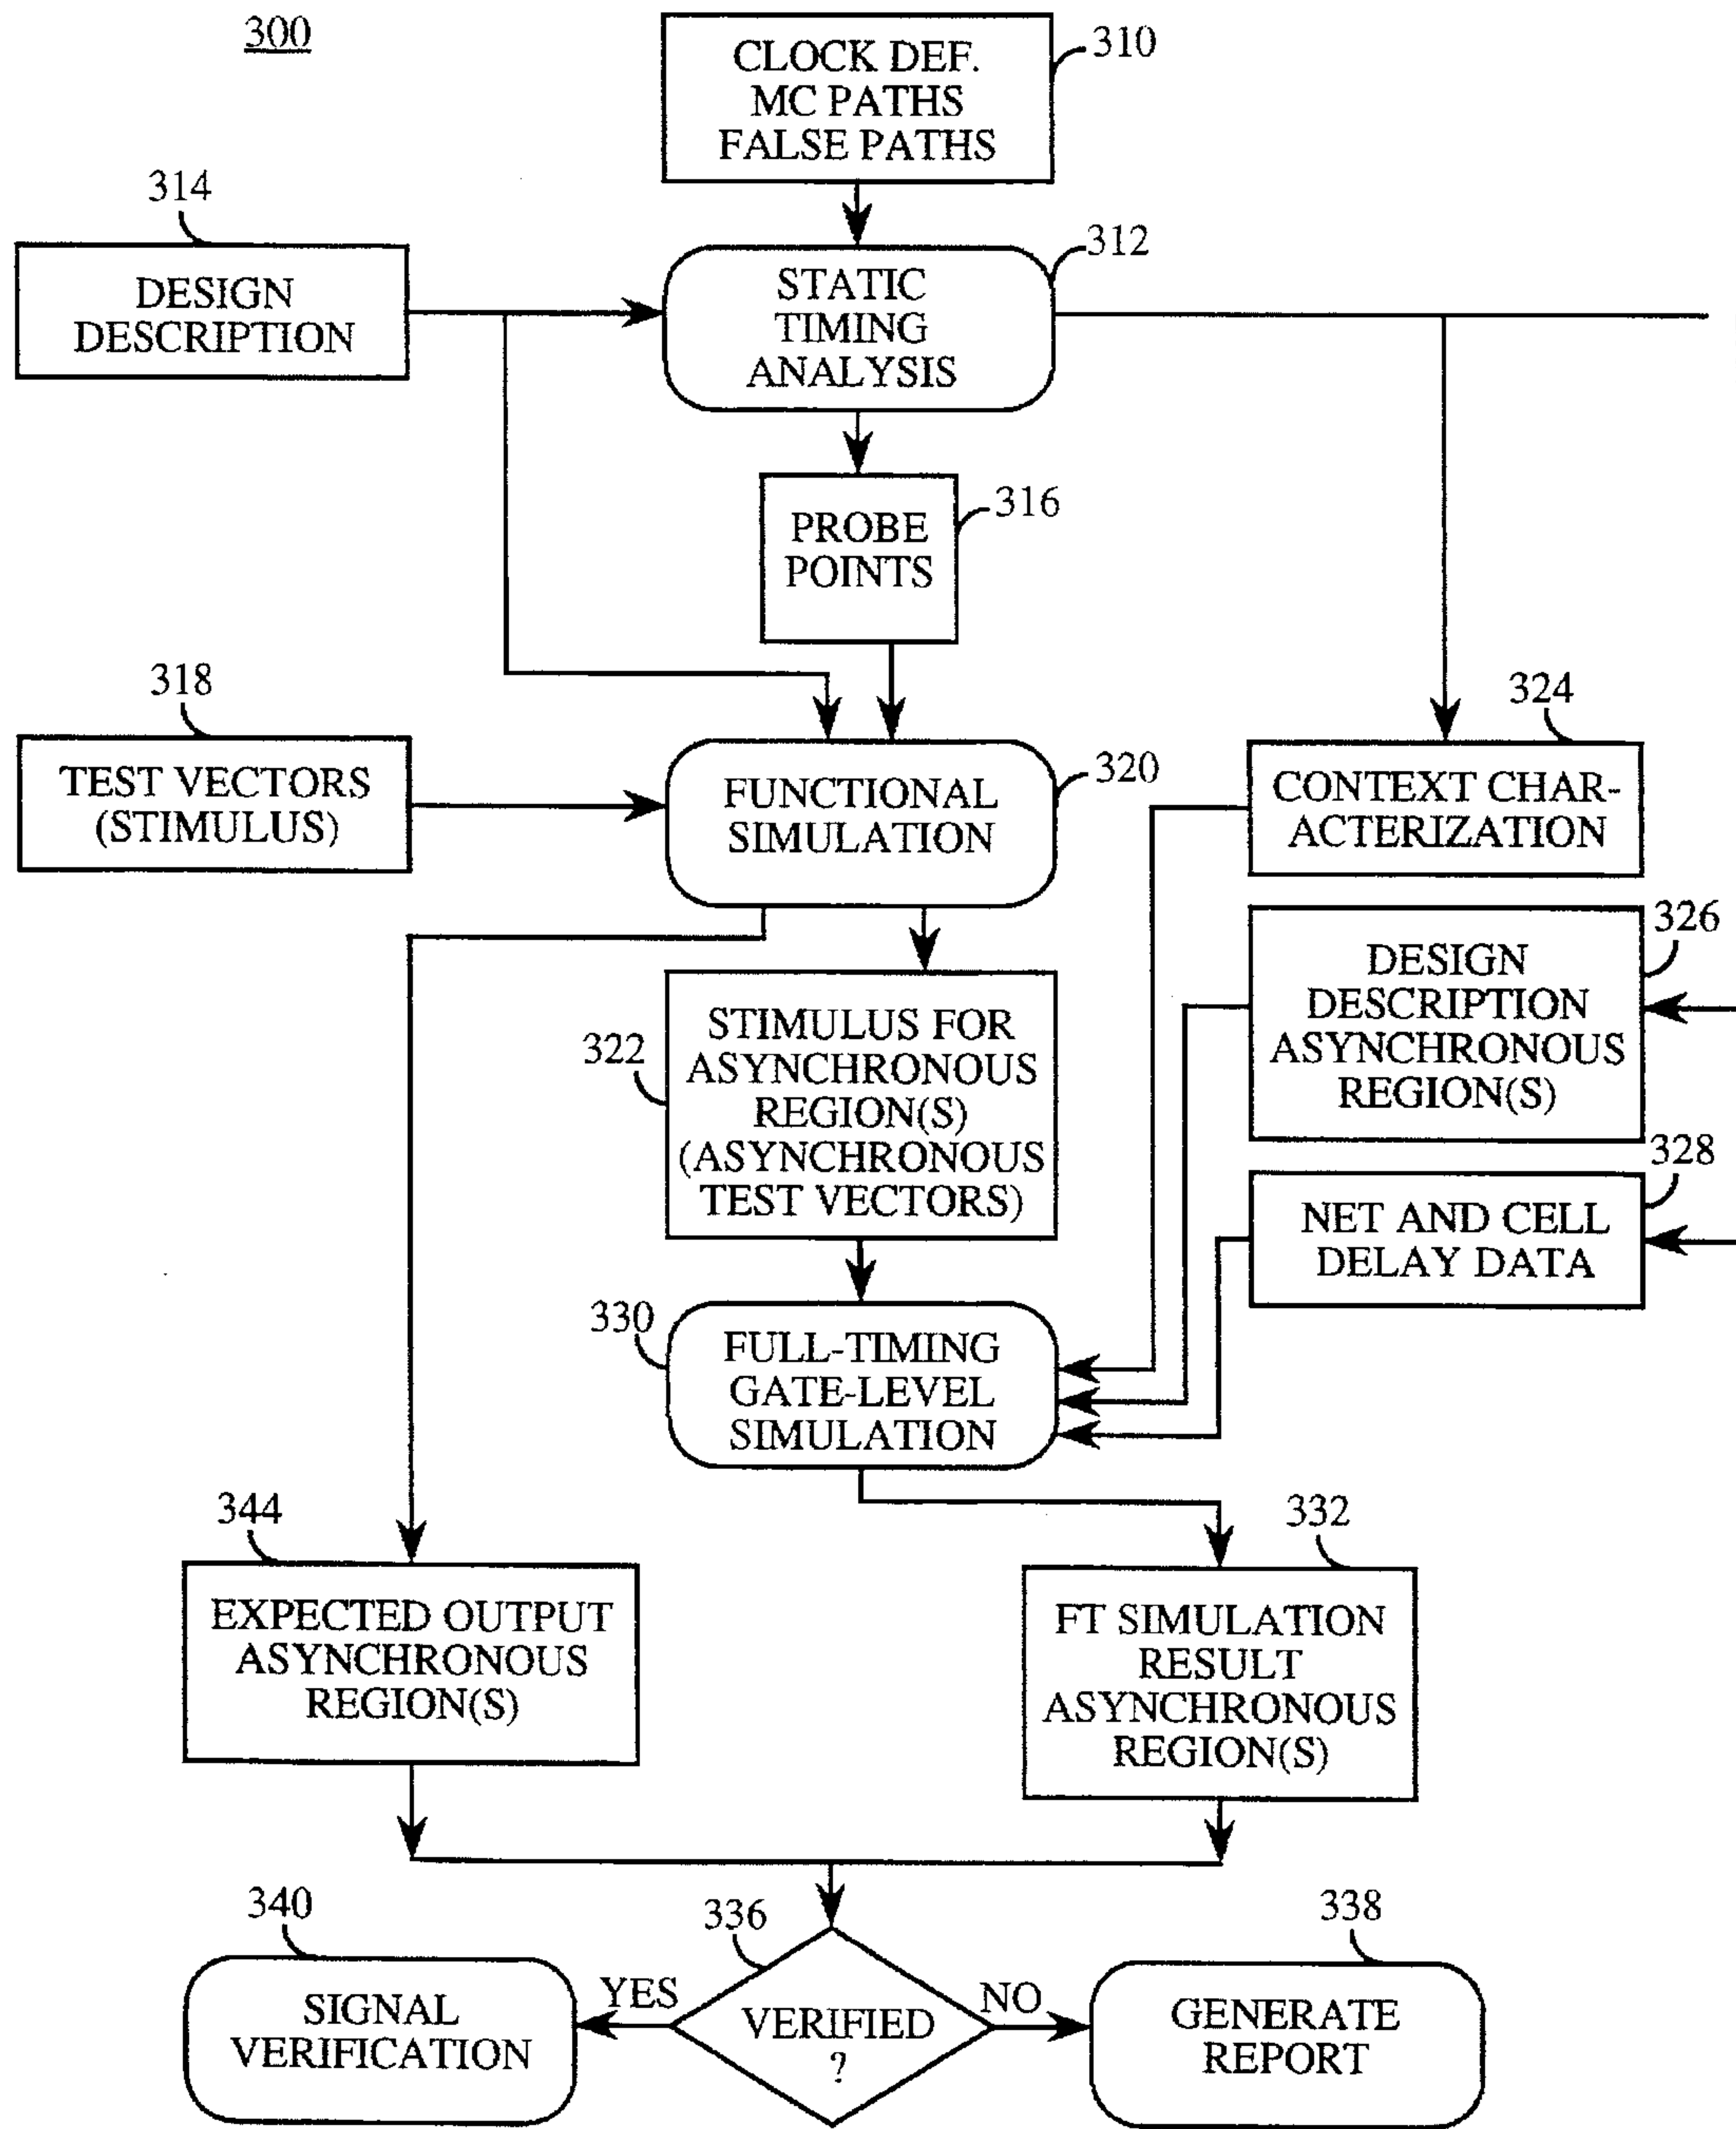 300
CLOCK DEF.
MC PATHS
FALSE PATHS
310
314
DESIGN
DESCRIPTION
STATIC
TIMING
ANALYSIS
312
PROBE
POINTS
316
318
TEST VECTORS
(STIMULUS)
FUNCTIONAL
SIMULATION
320
324
CONTEXT CHAR-
ACTERIZATION
326
DESIGN
DESCRIPTION
ASYNCHRONOUS
REGION(S)
322
STIMULUS FOR
ASYNCHRONOUS
REGION(S)
(ASYNCHRONOUS
TEST VECTORS)
328
NET AND CELL
DELAY DATA
330
FULL-TIMING
GATE-LEVEL
SIMULATION
344
EXPECTED OUTPUT
ASYNCHRONOUS
REGION(S)
332
FT SIMULATION
RESULT
ASYNCHRONOUS
REGION(S)
340
SIGNAL
VERIFICATION
YES
336
VERIFIED
?
NO
338
GENERATE
REPORT